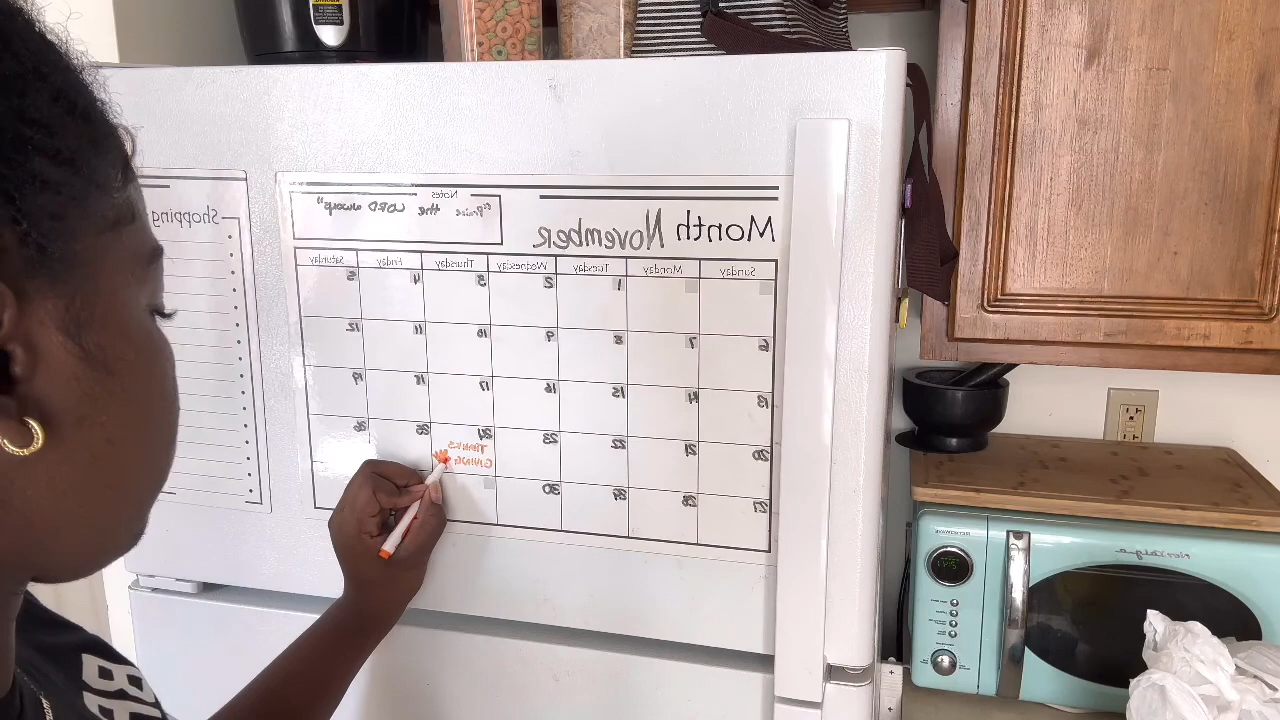 Month November
Notes
"Praise the LORD always"
Sunday Monday Tuesday Wednesday Thursday Friday Saturday
1 2 3 4 5
6 7 8 9 10 11 12
13 14 15 16 17 18 19
20 21 22 23 24 25 26
THANKS
GIVING
27 28 29 30
Shopping
Nostalgia
BE